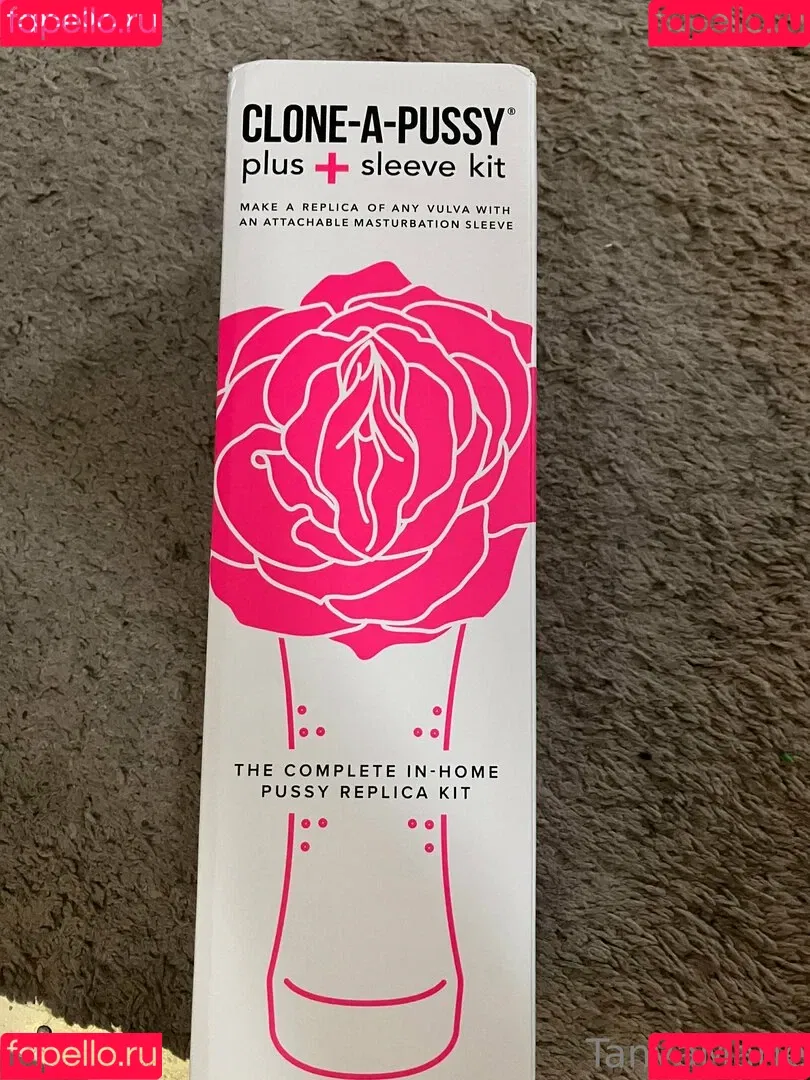 fapello.ru
fapello.ru
CLONE-A-PUSSY®
plus + sleeve kit
MAKE A REPLICA OF ANY VULVA WITH
AN ATTACHABLE MASTURBATION SLEEVE
THE COMPLETE IN-HOME
PUSSY REPLICA KIT
fapello.ru
fapello.ru